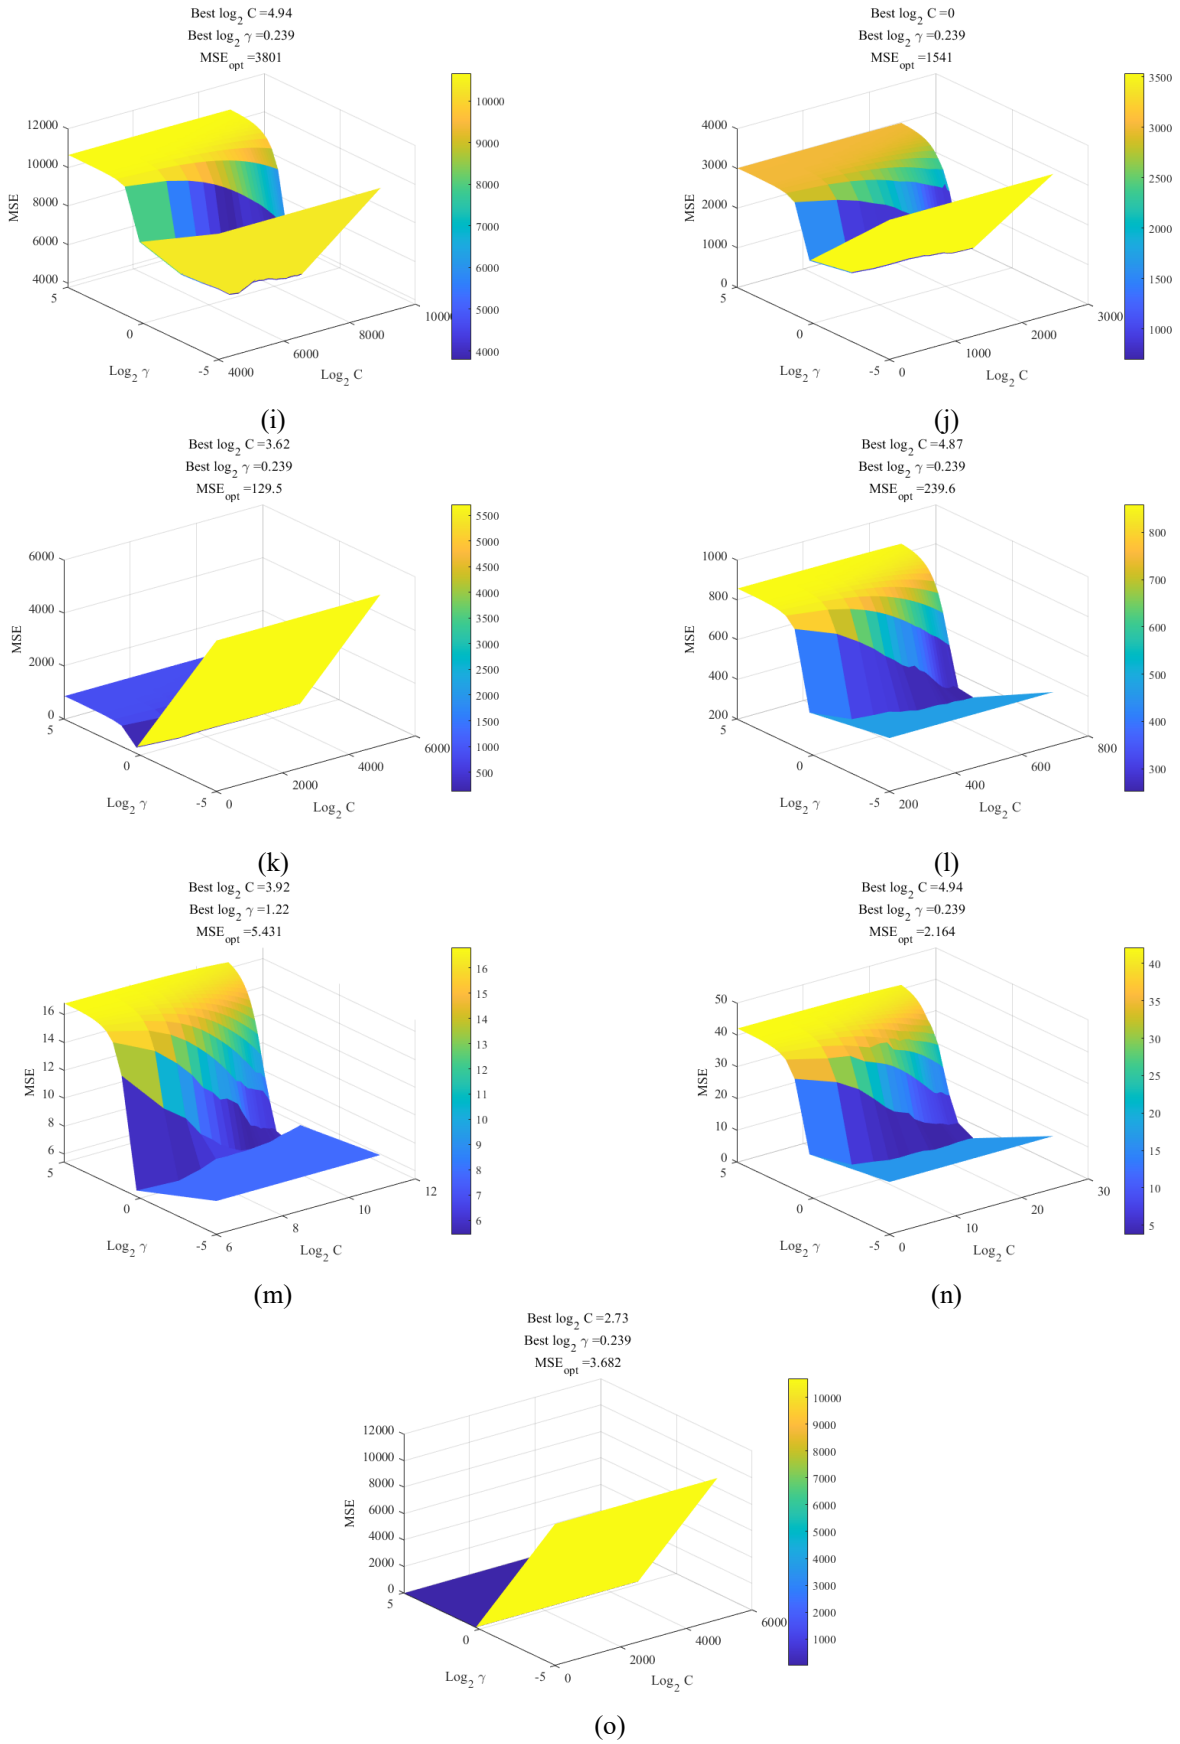 Best log2 C =4.94
Best log2 γ =0.239
MSEopt =3801
12000
10000
8000
6000
4000
MSE
5
0
-5
Log2 γ
4000
6000
8000
1000
Log2 C
10000
9000
8000
7000
6000
5000
4000
(i)
Best log2 C =0
Best log2 γ =0.239
MSEopt =1541
4000
3000
2000
1000
0
MSE
5
0
-5
Log2 γ
0
1000
2000
3000
Log2 C
3500
3000
2500
2000
1500
1000
(j)
Best log2 C =3.62
Best log2 γ =0.239
MSEopt =129.5
6000
4000
2000
0
MSE
5
0
-5
Log2 γ
0
2000
4000
6000
Log2 C
5500
5000
4500
4000
3500
3000
2500
2000
1500
1000
500
(k)
Best log2 C =4.87
Best log2 γ =0.239
MSEopt =239.6
1000
800
600
400
200
MSE
5
0
-5
Log2 γ
200
400
600
800
Log2 C
800
700
600
500
400
300
(l)
Best log2 C =3.92
Best log2 γ =1.22
MSEopt =5.431
16
14
12
10
8
6
MSE
5
0
-5
Log2 γ
6
8
10
12
Log2 C
16
15
14
13
12
11
10
9
8
7
6
(m)
Best log2 C =4.94
Best log2 γ =0.239
MSEopt =2.164
50
40
30
20
10
0
MSE
5
0
-5
Log2 γ
0
10
20
30
Log2 C
40
35
30
25
20
15
10
5
(n)
Best log2 C =2.73
Best log2 γ =0.239
MSEopt =3.682
12000
10000
8000
6000
4000
2000
0
MSE
5
0
-5
Log2 γ
0
2000
4000
6000
Log2 C
10000
9000
8000
7000
6000
5000
4000
3000
2000
1000
(o)